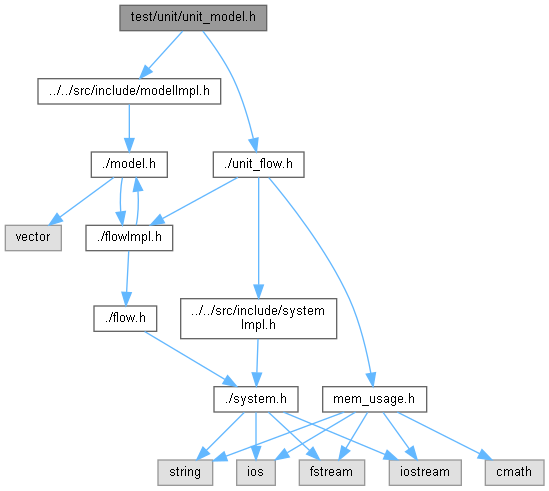 test/unit/unit_model.h
../../src/include/modelImpl.h
./model.h
./unit_flow.h
vector
./flowImpl.h
./flow.h
../../src/include/system
Impl.h
./system.h
mem_usage.h
string
ios
fstream
iostream
cmath